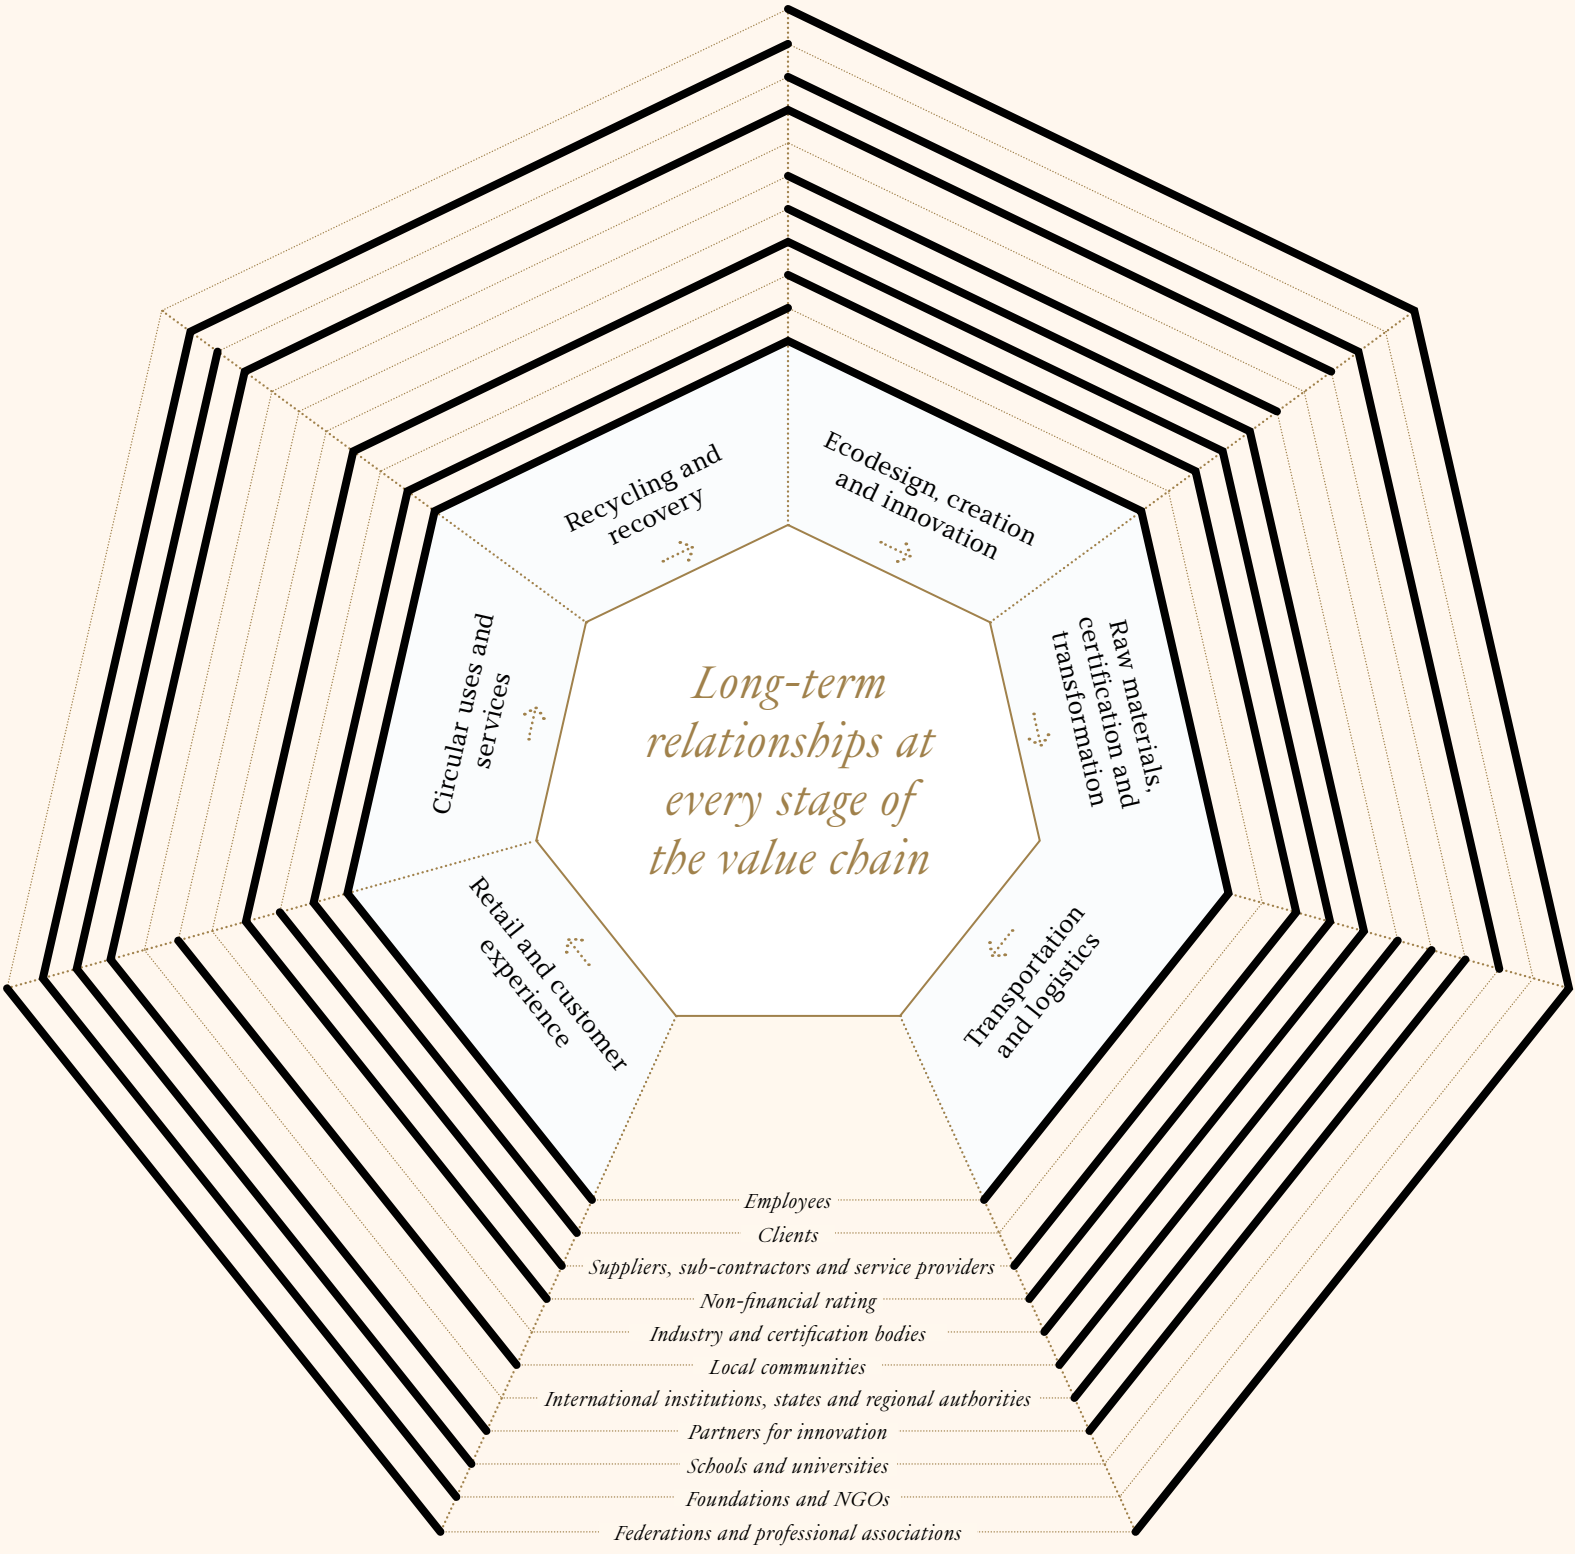 Recycling and
recovery
Ecodesign, creation
and innovation
Raw materials,
certification and
transformation
Transportation
and logistics
Retail and customer
experience
Circular uses and
services
Long-term
relationships at
every stage of
the value chain
Employees
Clients
Suppliers, sub-contractors and service providers
Non-financial rating
Industry and certification bodies
Local communities
International institutions, states and regional authorities
Partners for innovation
Schools and universities
Foundations and NGOs
Federations and professional associations